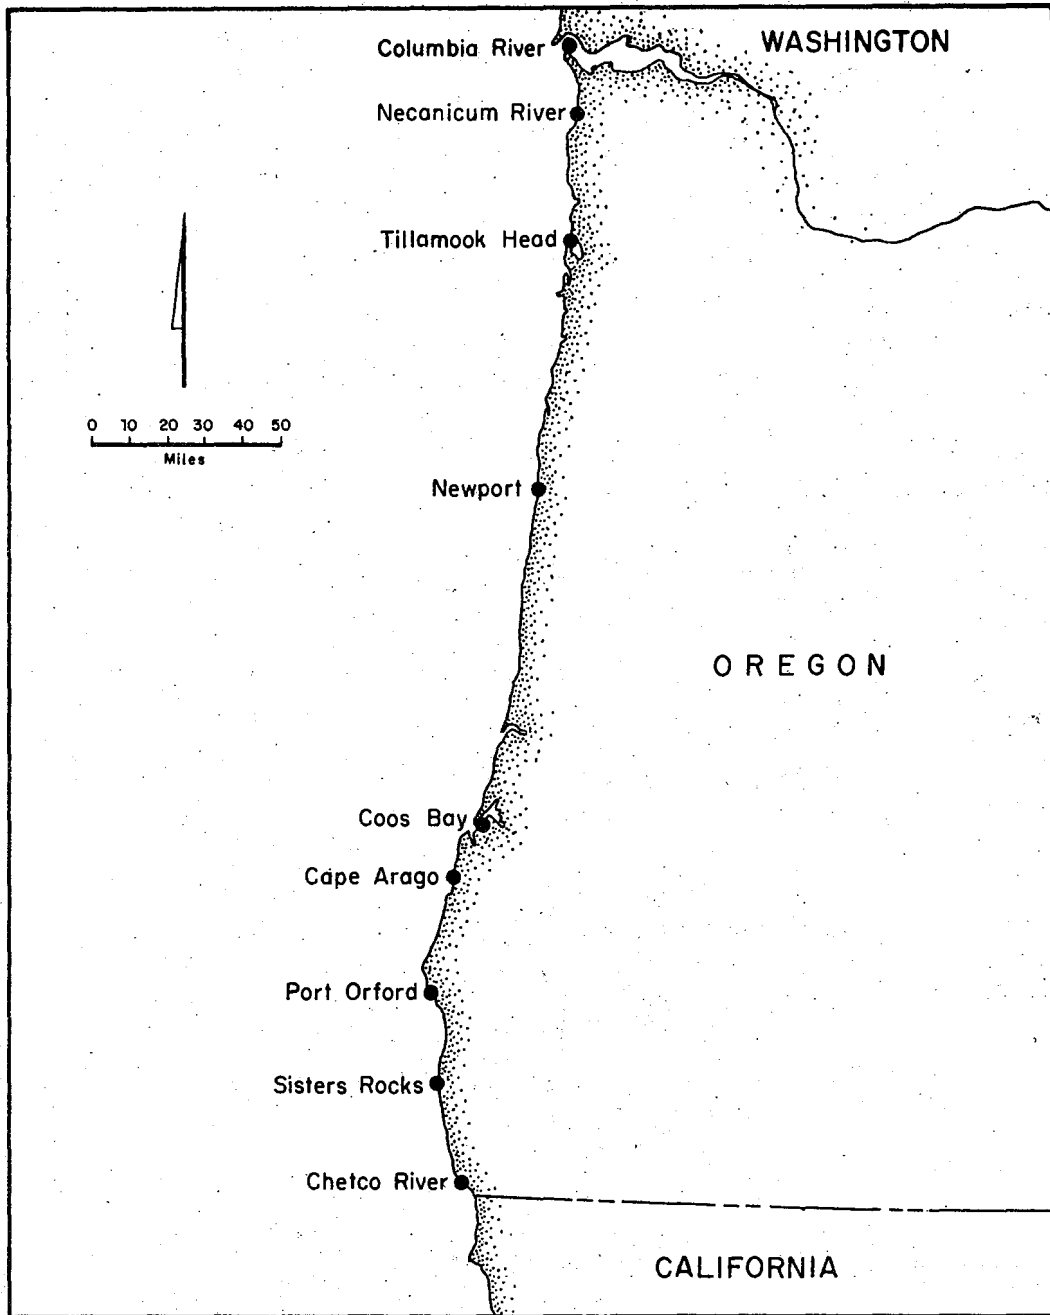 Columbia River
WASHINGTON
Necanicum River
Tillamook Head
0 10 20 30 40 50
Miles
Newport
OREGON
Coos Bay
Cape Arago
Port Orford
Sisters Rocks
Chetco River
CALIFORNIA